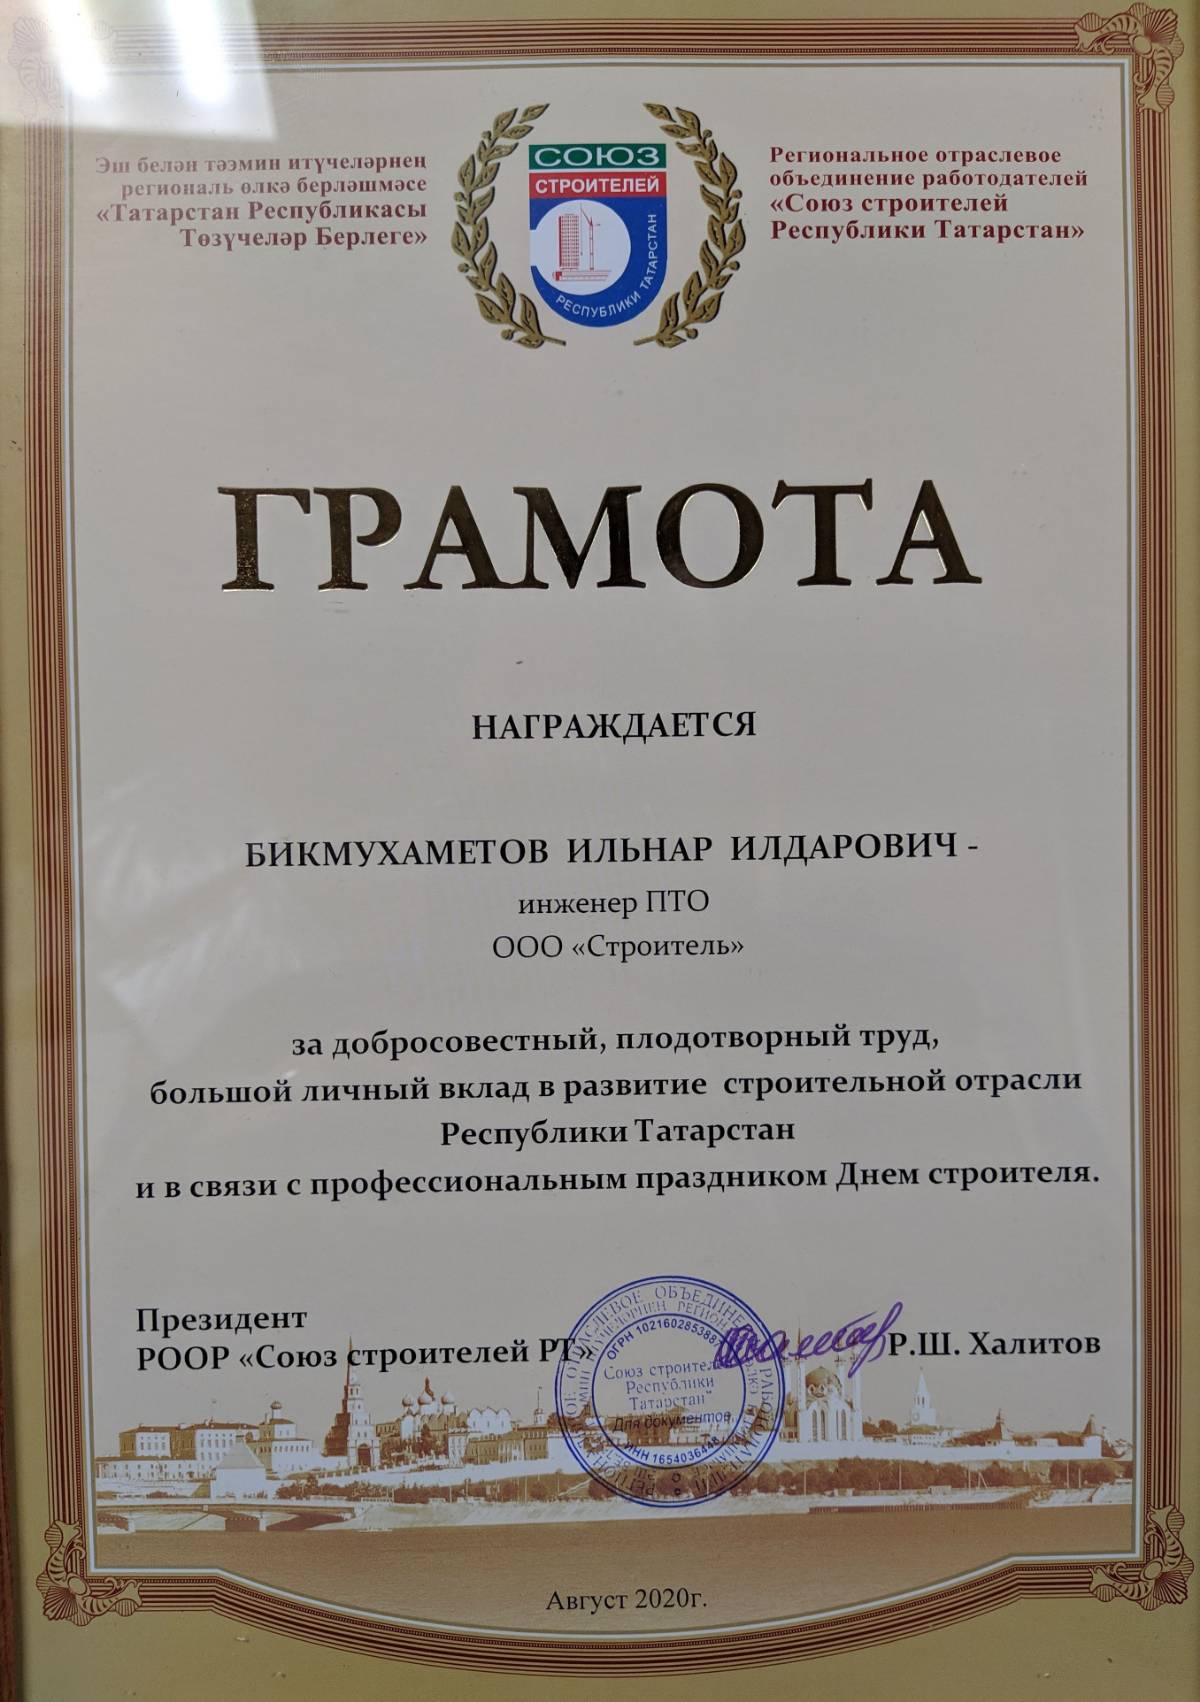 Эш белән тәэмин итүчеләрнең
региональ өлкә берләшмәсе
«Татарстан Республикасы
Төзүчеләр Берлеге»
СОЮЗ
СТРОИТЕЛЕЙ
РЕСПУБЛИКИ ТАТАРСТАН
Региональное отраслевое
объединение работодателей
«Союз строителей
Республики Татарстан»
ГРАМОТА
НАГРАЖДАЕТСЯ
БИКМУХАМЕТОВ ИЛЬНАР ИЛДАРОВИЧ -
инженер ПТО
ООО «Строитель»
за добросовестный, плодотворный труд,
большой личный вклад в развитие строительной отрасли
Республики Татарстан
и в связи с профессиональным праздником Днем строителя.
Президент
РООР «Союз строителей РТ»
Р.Ш. Халитов
Союз строителей
Республики
Татарстан"
Для документов
ИНН 1654036448
Август 2020г.